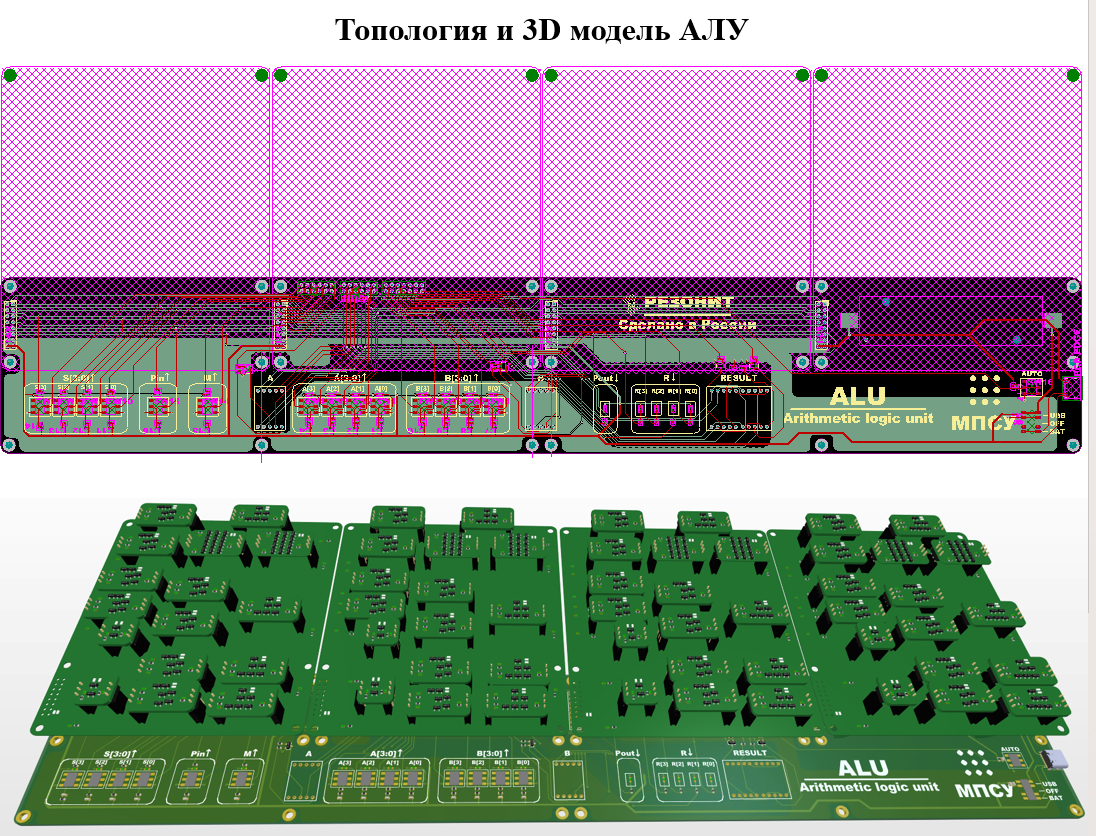 Топология и 3D модель АЛУ
РЕЗОНИТ
Сделано в России
S[3:0]↑ Pin↑ M↑ A B[3:0]↑ Pout↓ R↓ RESULT AUTO
S[3] S[2] S[1] S[0] A[3] A[2] A[1] A[0] B[3] B[2] B[1] B[0] R[3] R[2] R[1] R[0]
ALU
Arithmetic logic unit
МПСУ
USB
OFF
BAT
S[3:0]↑ Pin↑ M↑ A A[3:0]↑ B[3:0]↑ B Pout↓ R↓ RESULT AUTO
S[3] S[2] S[1] S[0] A[3] A[2] A[1] A[0] B[3] B[2] B[1] B[0] R[3] R[2] R[1] R[0]
ALU
Arithmetic logic unit
МПСУ
USB
OFF
BAT